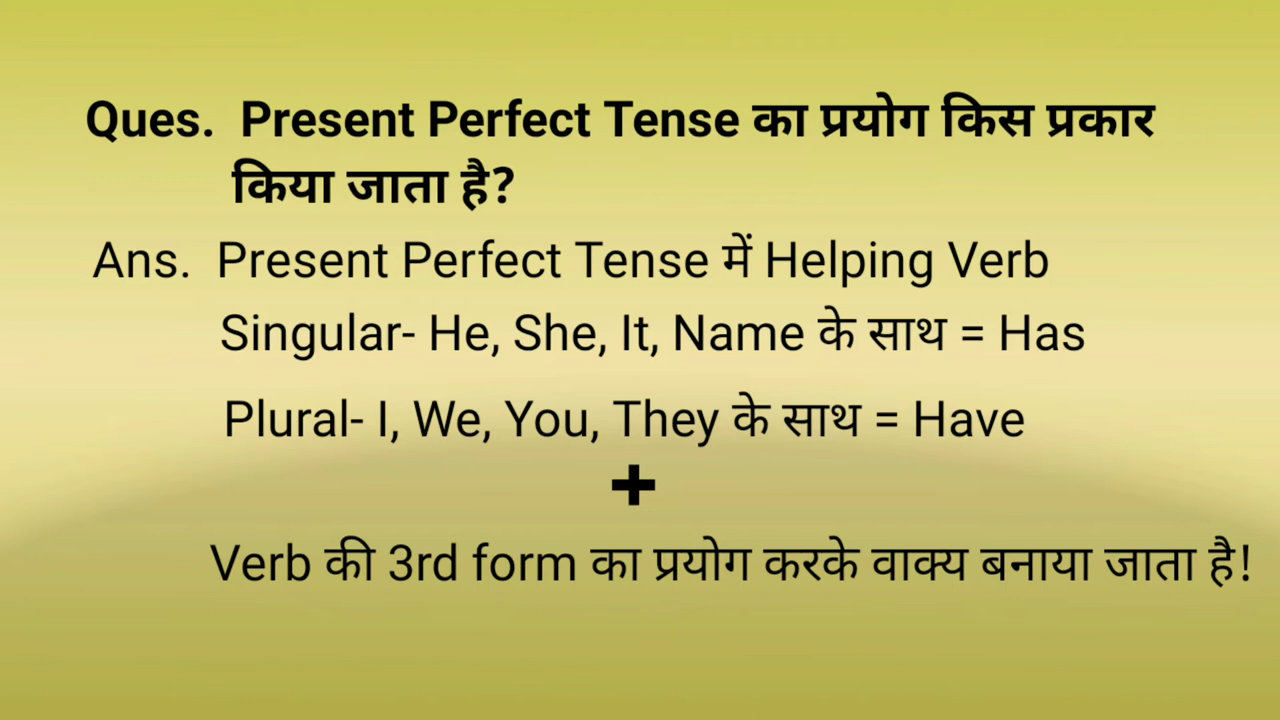 Ques. Present Perfect Tense का प्रयोग किस प्रकार
किया जाता है?
Ans. Present Perfect Tense में Helping Verb
Singular- He, She, It, Name के साथ = Has
Plural- I, We, You, They के साथ = Have
+
Verb की 3rd form का प्रयोग करके वाक्य बनाया जाता है!